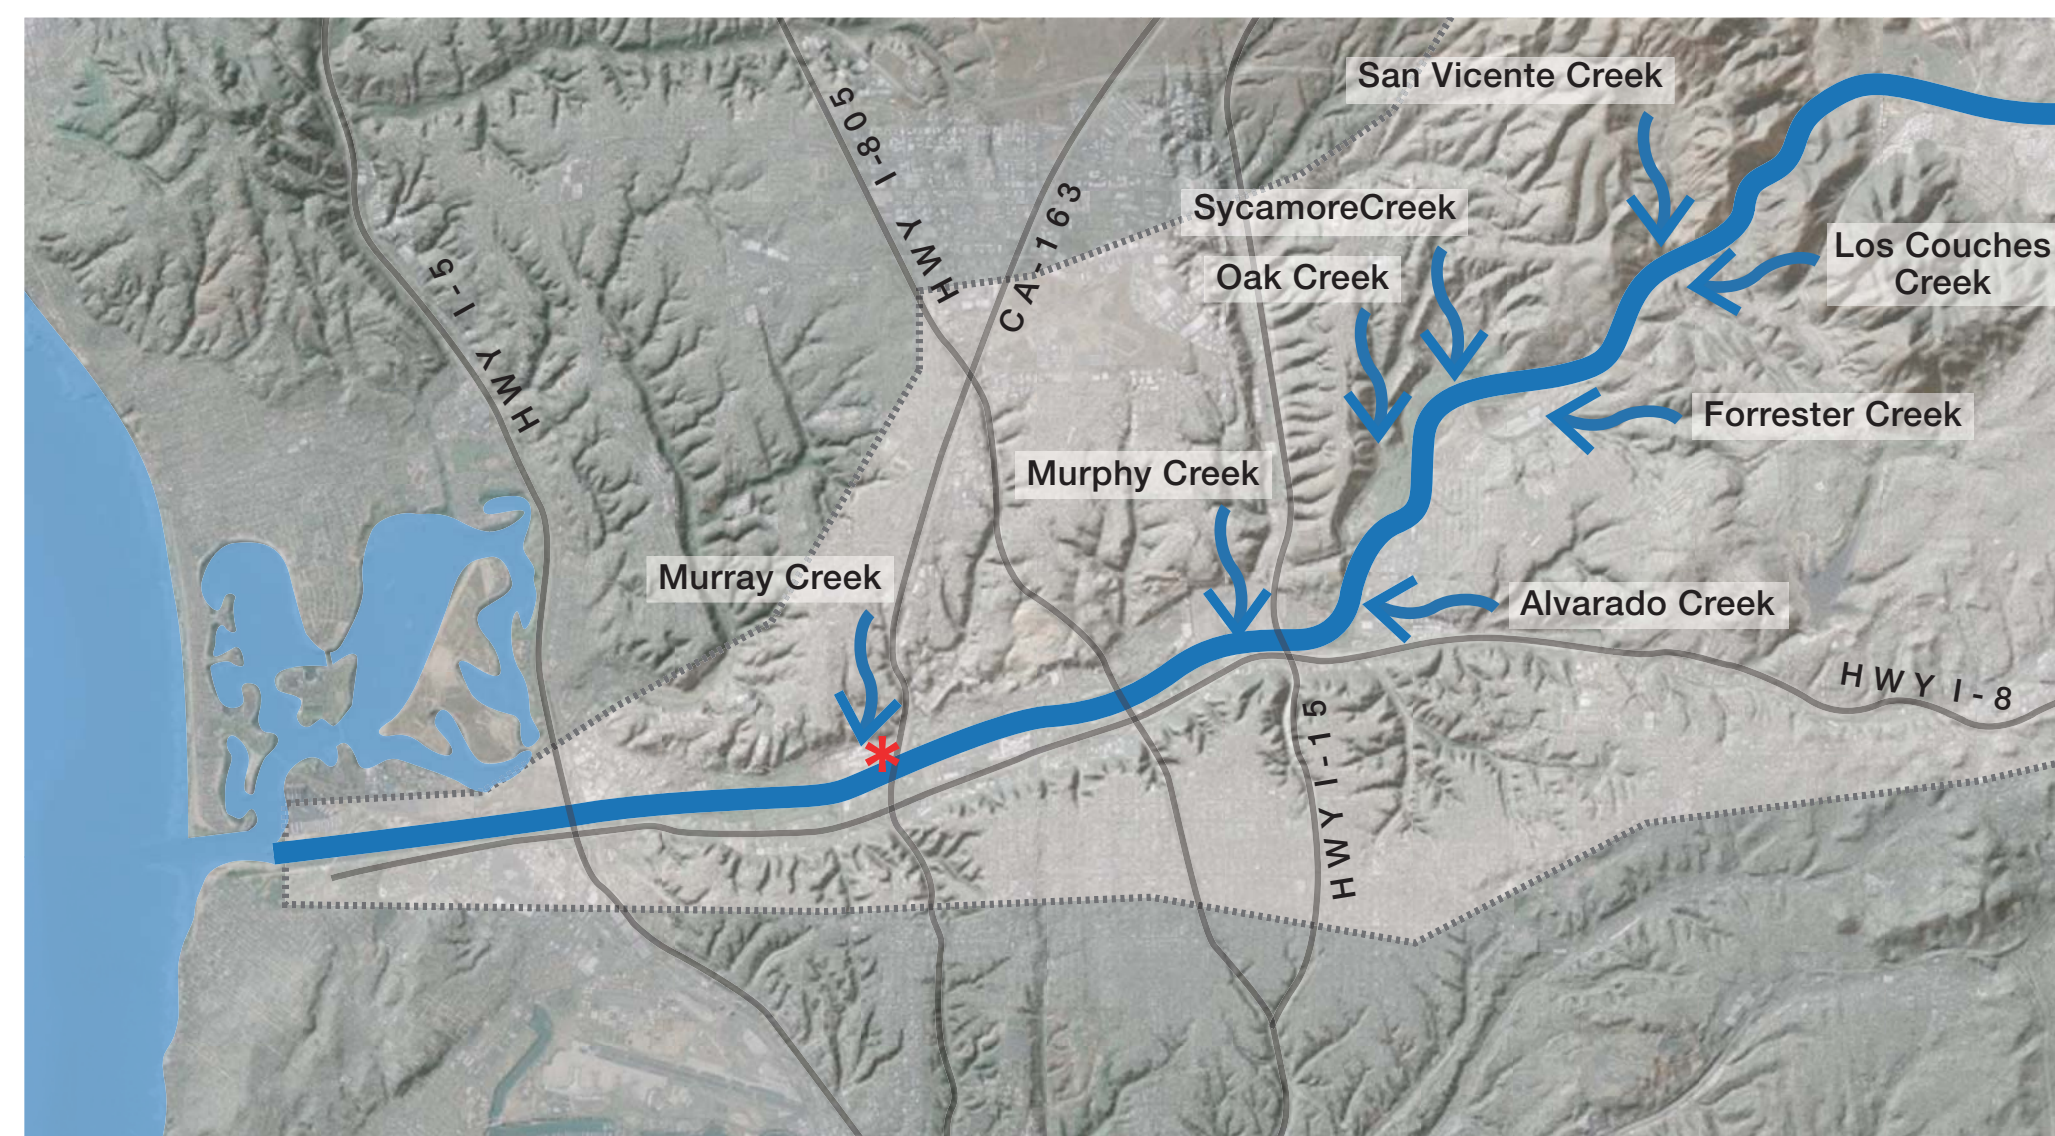 San Vicente Creek
HWY I-805
CA-163
SycamoreCreek
Los Couches
Creek
HWY I-5
Oak Creek
Forrester Creek
Murphy Creek
Murray Creek
Alvarado Creek
HWY I-8
HWY I-15
*